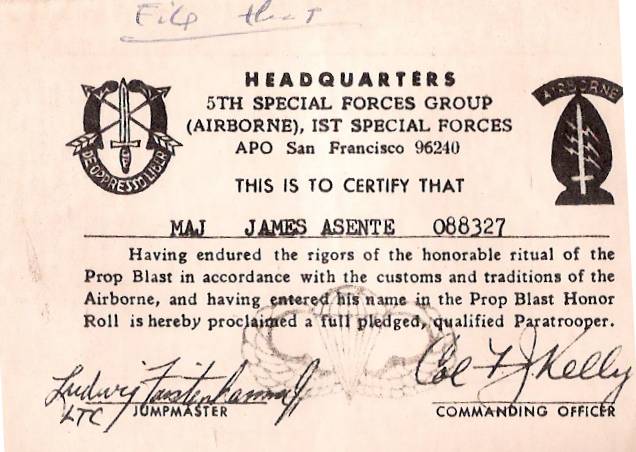 File that
HEADQUARTERS
5TH SPECIAL FORCES GROUP
(AIRBORNE), IST SPECIAL FORCES
APO San Francisco 96240
AIRBORNE
DE OPPRESSO LIBER
THIS IS TO CERTIFY THAT
MAJ JAMES ASENTE 088327
Having endured the rigors of the honorable ritual of the
Prop Blast in accordance with the customs and traditions of the
Airborne, and having entered his name in the Prop Blast Honor
Roll is hereby proclaimed a full pledged, qualified Paratrooper.
Ludwig Faistenhammer Jr
Col F J Kelly
LTC JUMPMASTER
COMMANDING OFFICER